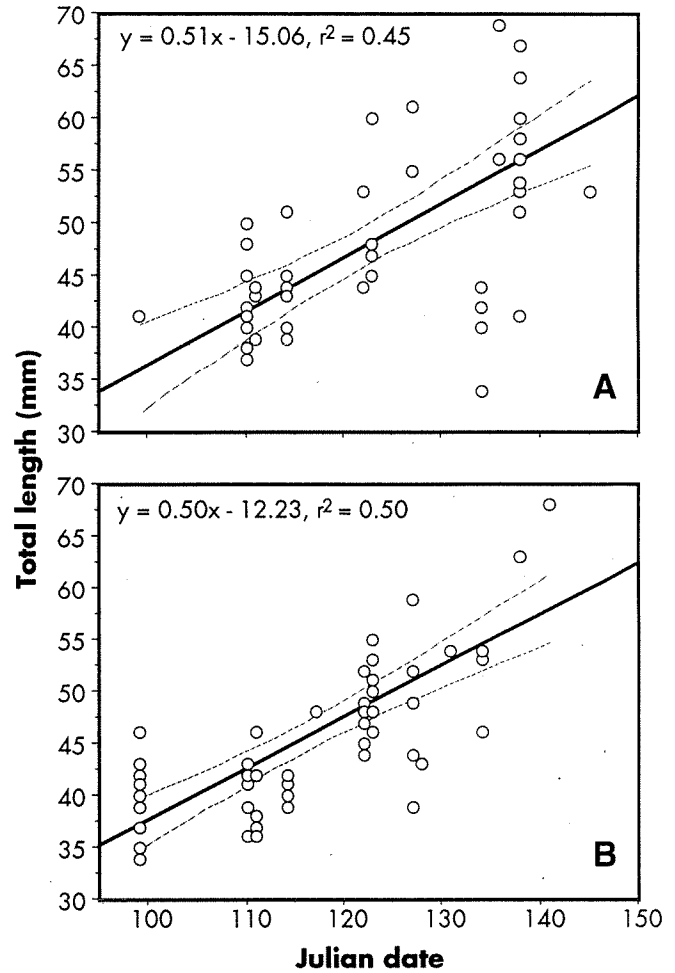 70
y = 0.51x - 15.06, r² = 0.45
65
60
55
50
45
40
35
30
A
Total length (mm)
70
y = 0.50x - 12.23, r² = 0.50
65
60
55
50
45
40
35
30
B
100 110 120 130 140 150
Julian date